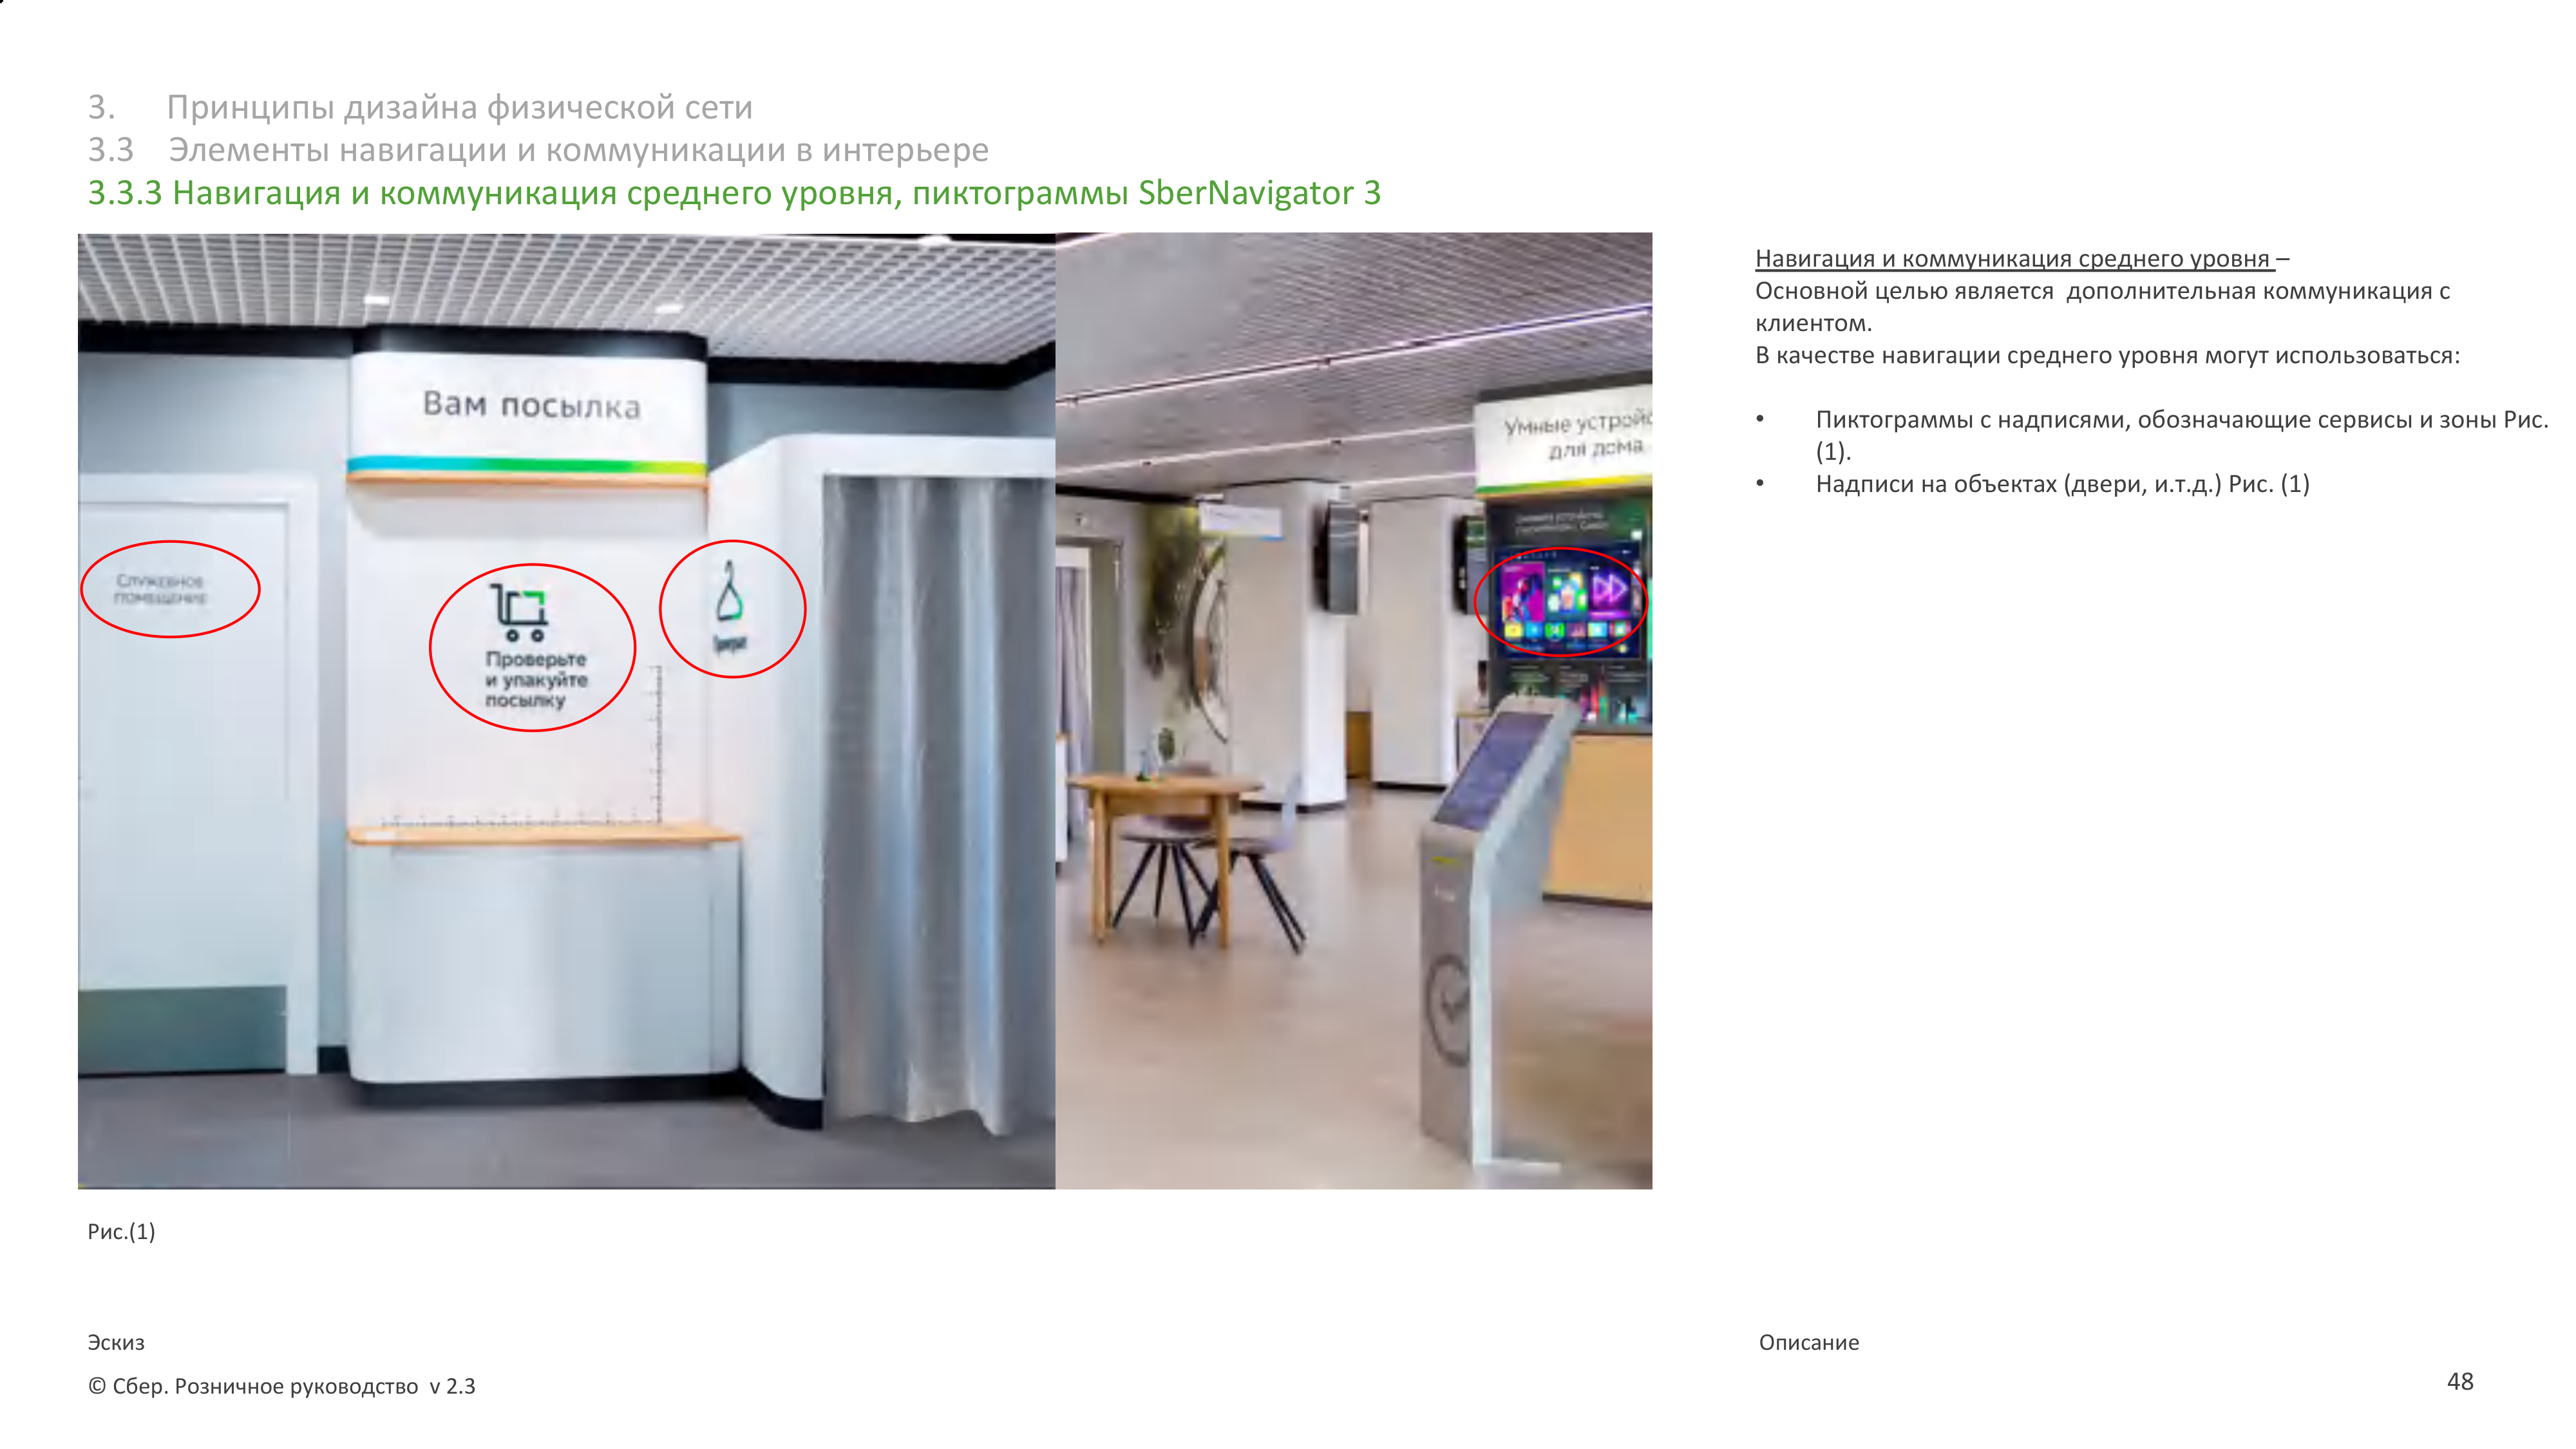 3. Принципы дизайна физической сети
3.3 Элементы навигации и коммуникации в интерьере
3.3.3 Навигация и коммуникация среднего уровня, пиктограммы SberNavigator 3
Вам посылка
Служебное
помещение
Проверьте
и упакуйте
посылку
Умные устройс
для дома
Навигация и коммуникация среднего уровня –
Основной целью является дополнительная коммуникация с
клиентом.
В качестве навигации среднего уровня могут использоваться:
• Пиктограммы с надписями, обозначающие сервисы и зоны Рис.
(1).
• Надписи на объектах (двери, и.т.д.) Рис. (1)
Рис.(1)
Эскиз
Описание
© Сбер. Розничное руководство v 2.3
48